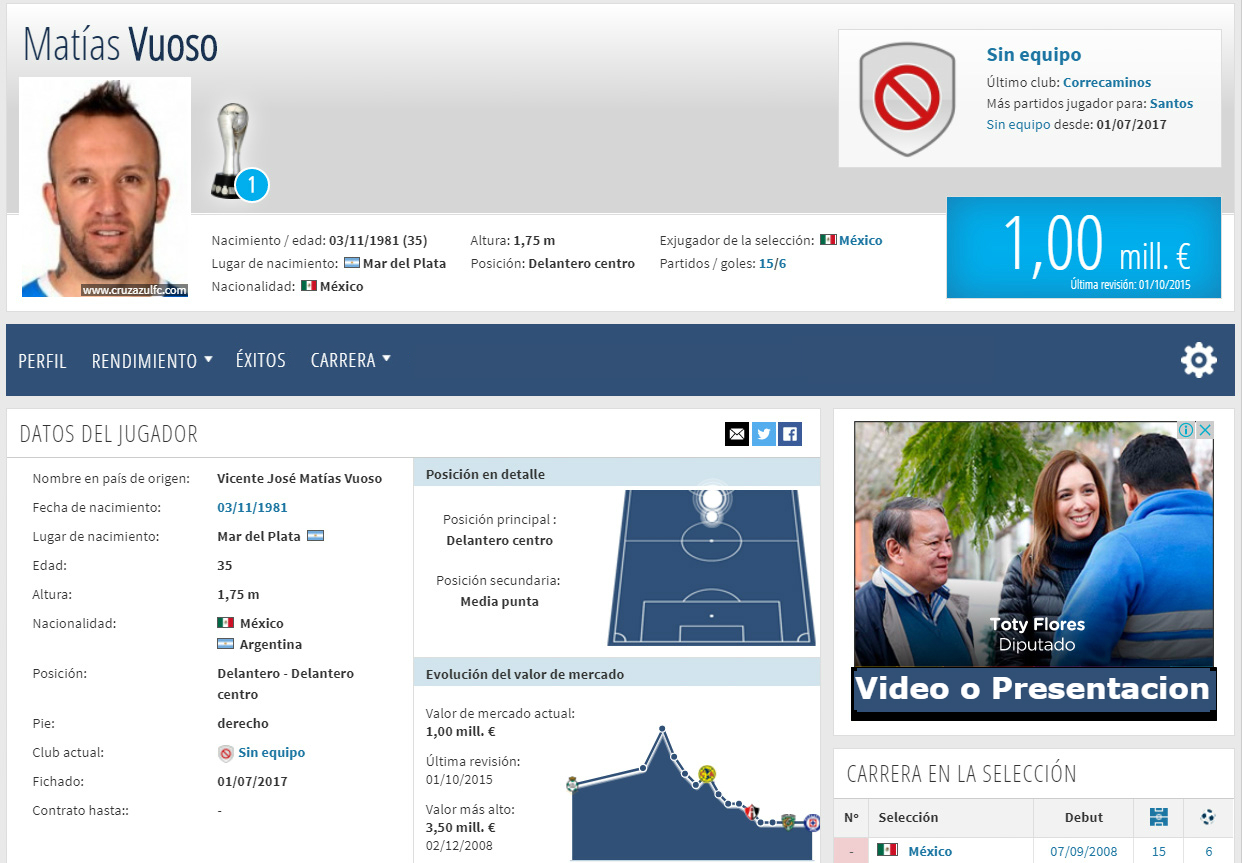 Matías Vuoso
www.cruzazulfc.com
1
Nacimiento / edad: 03/11/1981 (35)
Lugar de nacimiento: Mar del Plata
Nacionalidad: México
Altura: 1,75 m
Posición: Delantero centro
Exjugador de la selección: México
Partidos / goles: 15/6
Sin equipo
Último club: Correcaminos
Más partidos jugador para: Santos
Sin equipo desde: 01/07/2017
1,00 mill. €
Última revisión: 01/10/2015
PERFIL RENDIMIENTO ÉXITOS CARRERA
DATOS DEL JUGADOR
Nombre en país de origen: Vicente José Matías Vuoso
Fecha de nacimiento: 03/11/1981
Lugar de nacimiento: Mar del Plata
Edad: 35
Altura: 1,75 m
Nacionalidad: México
Argentina
Posición: Delantero - Delantero
centro
Pie: derecho
Club actual: Sin equipo
Fichado: 01/07/2017
Contrato hasta:: -
Posición en detalle
Posición principal :
Delantero centro
Posición secundaria:
Media punta
Evolución del valor de mercado
Valor de mercado actual:
1,00 mill. €
Última revisión:
01/10/2015
Valor más alto:
3,50 mill. €
02/12/2008
Toty Flores
Diputado
Video o Presentacion
CARRERA EN LA SELECCIÓN
Nº Selección Debut
- México 07/09/2008 15 6